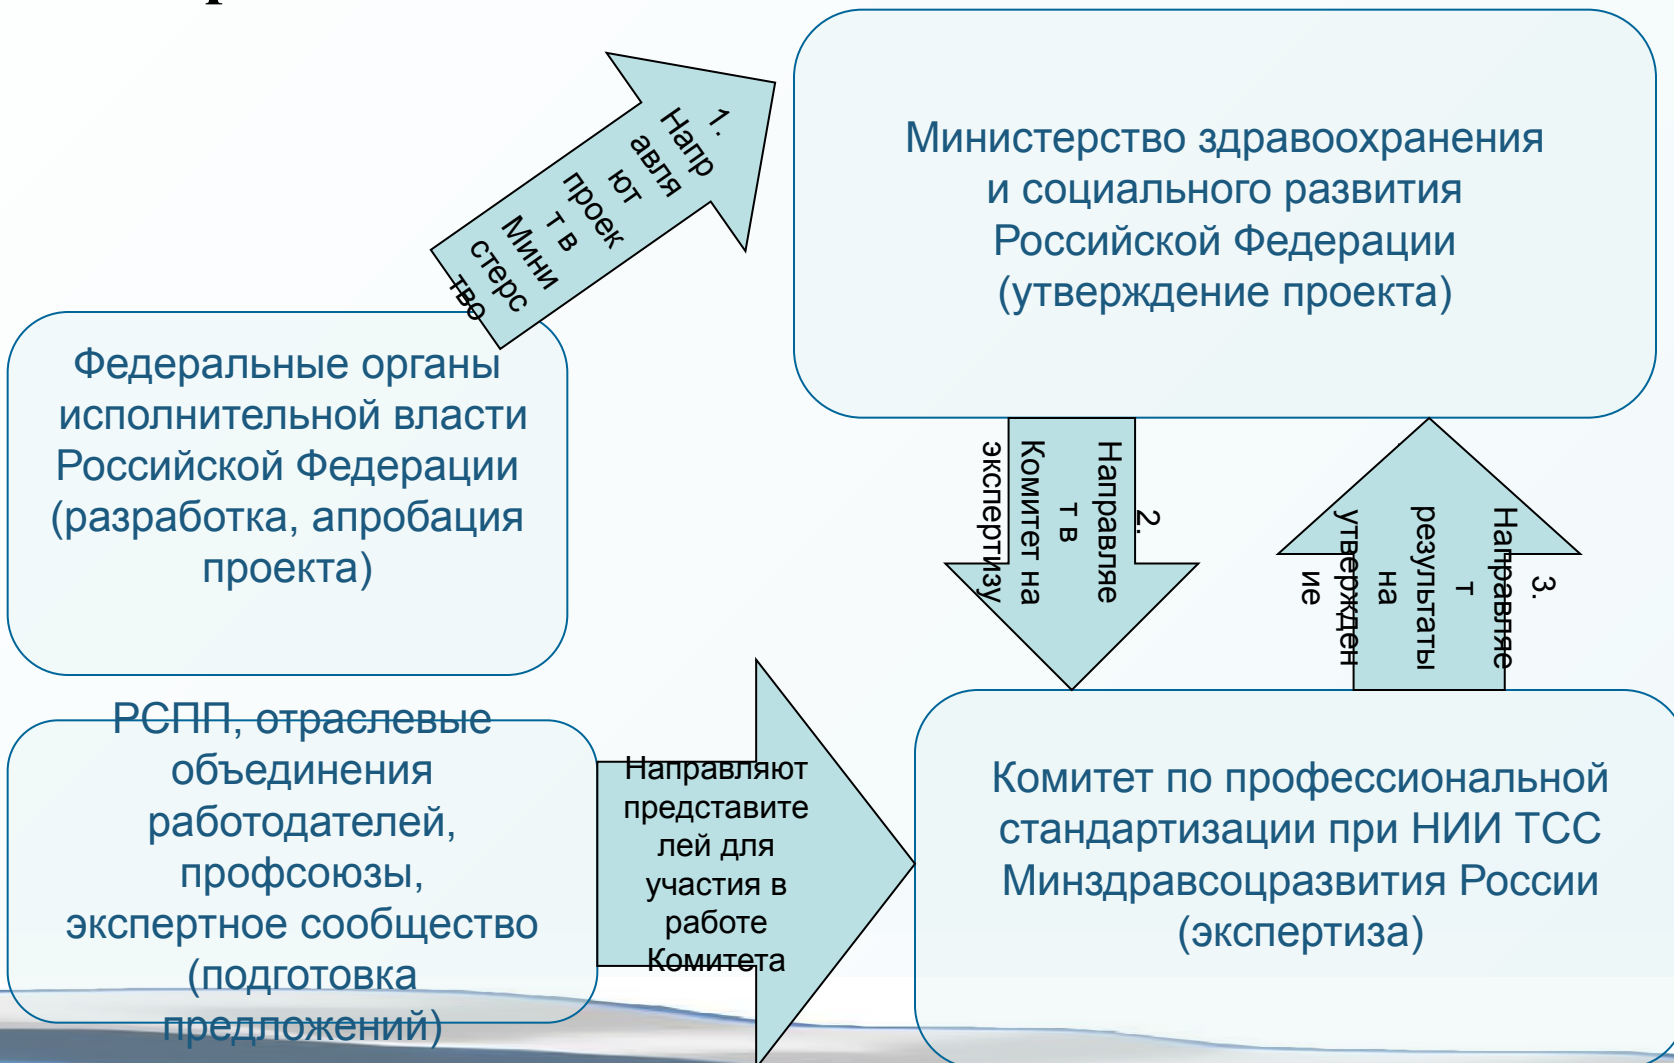 1.
Напр
авля
ют
проек
т в
Мини
стерс
тво
Министерство здравоохранения
и социального развития
Российской Федерации
(утверждение проекта)
Федеральные органы
исполнительной власти
Российской Федерации
(разработка, апробация
проекта)
2.
Направляе
т в
Комитет на
экспертизу
3.
Направляе
т
результаты
на
утвержден
ие
РСПП, отраслевые
объединения
работодателей,
профсоюзы,
экспертное сообщество
(подготовка
предложений)
Направляют
представите
лей для
участия в
работе
Комитета
Комитет по профессиональной
стандартизации при НИИ ТСС
Минздравсоцразвития России
(экспертиза)